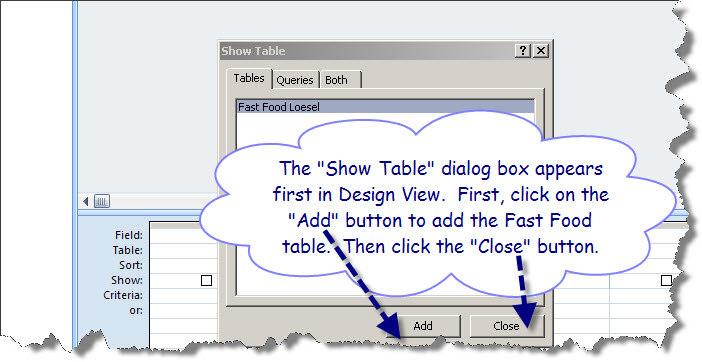 Show Table
Tables Queries Both
Fast Food Loesel
The "Show Table" dialog box appears
first in Design View. First, click on the
"Add" button to add the Fast Food
table. Then click the "Close" button.
Field:
Table:
Sort:
Show:
Criteria:
or:
Add Close